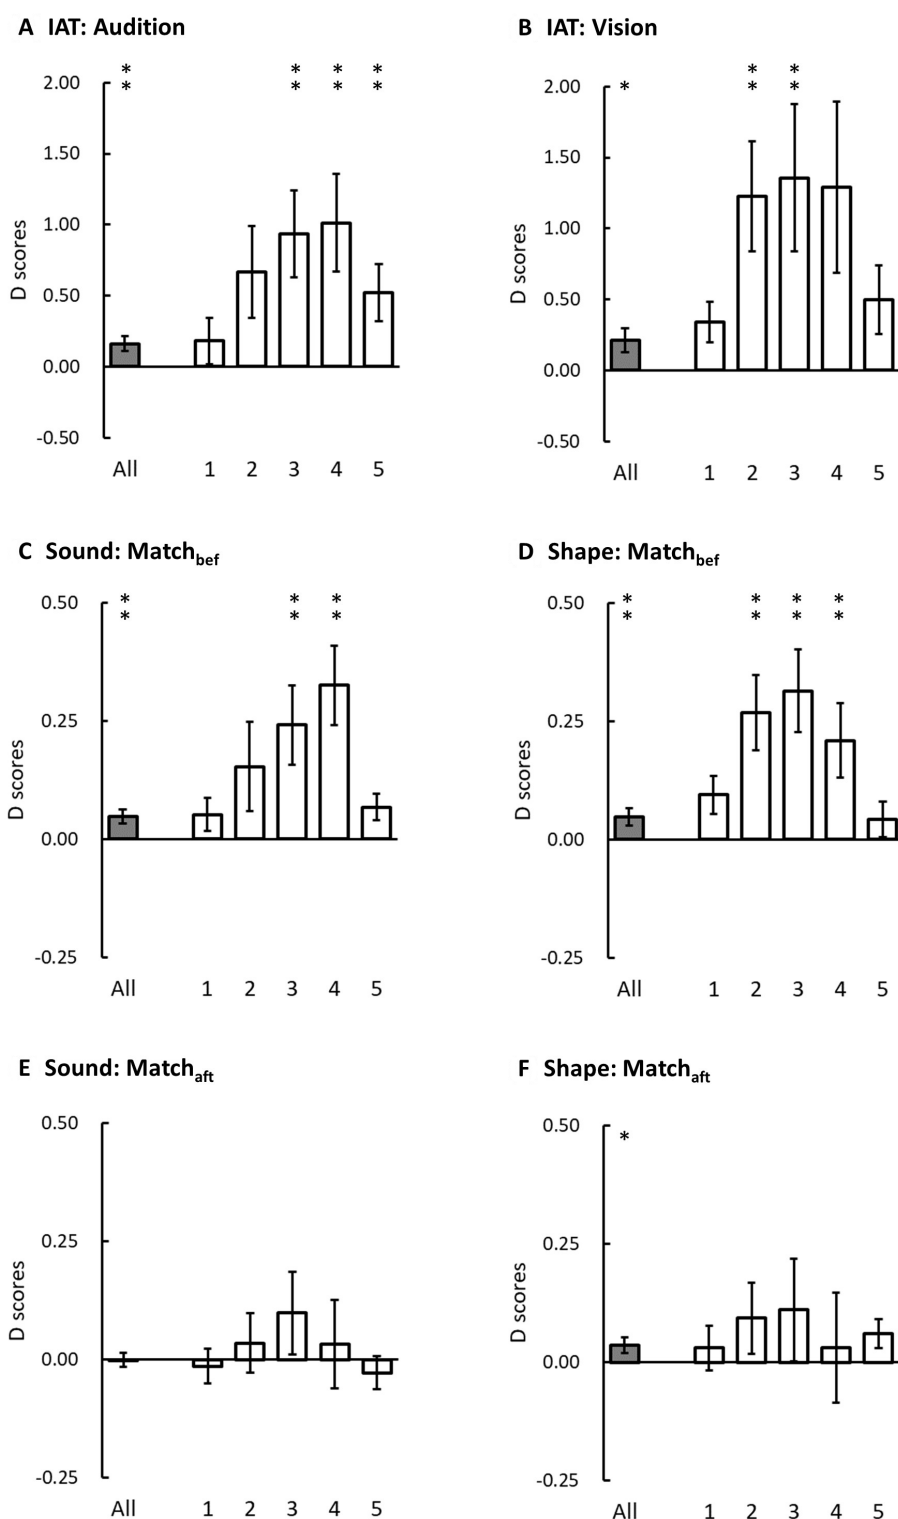 A IAT: Audition
* * * *
* * * *
2.00
1.50
1.00
0.50
0.00
-0.50
D scores
All 1 2 3 4 5
B IAT: Vision
* *
* * *
2.00
1.50
1.00
0.50
0.00
-0.50
D scores
All 1 2 3 4 5
C Sound: Matchbef
* * *
* * *
0.50
0.25
0.00
-0.25
D scores
All 1 2 3 4 5
D Shape: Matchbef
* * * *
* * * *
0.50
0.25
0.00
-0.25
D scores
All 1 2 3 4 5
E Sound: Matchaft
0.50
0.25
0.00
-0.25
D scores
All 1 2 3 4 5
F Shape: Matchaft
*
0.50
0.25
0.00
-0.25
D scores
All 1 2 3 4 5